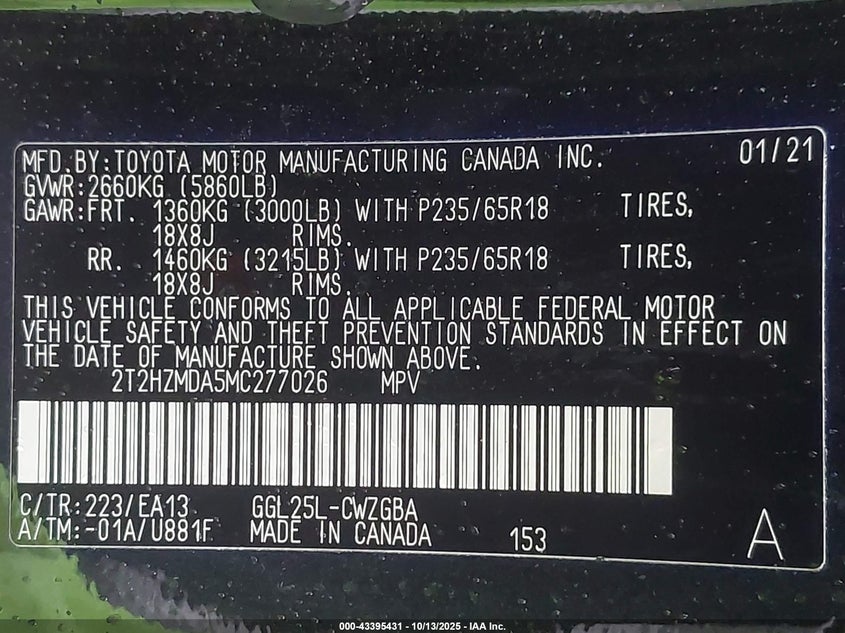 MFD.BY:TOYOTA MOTOR MANUFACTURING CANADA INC. 01/21
GVWR:2660KG (5860LB)
GAWR:FRT. 1360KG (3000LB) WITH P235/65R18 TIRES,
18X8J RIMS.
RR. 1460KG (3215LB) WITH P235/65R18 TIRES,
18X8J RIMS.
THIS VEHICLE CONFORMS TO ALL APPLICABLE FEDERAL MOTOR
VEHICLE SAFETY AND THEFT PREVENTION STANDARDS IN EFFECT ON
THE DATE OF MANUFACTURE SHOWN ABOVE.
2T2HZMDA5MC277026 MPV
C/TR:223/EA13 GGL25L-CWZGBA
A/TM:-01A/U881F MADE IN CANADA 153 A
000-43395431 - 10/13/2025 - IAA Inc.